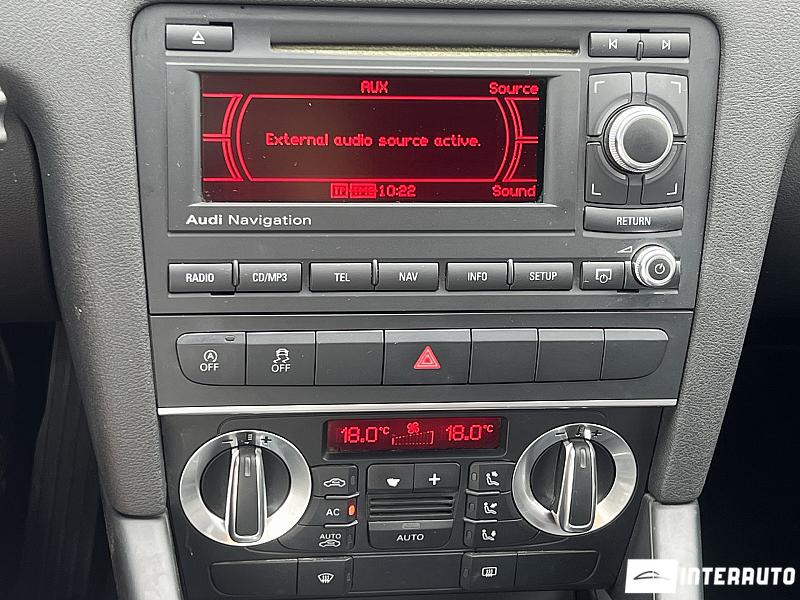 AUX Source
External audio source active.
TP TMC 10:22 Sound
Audi Navigation
RETURN
RADIO CD/MP3 TEL NAV INFO SETUP
A
OFF OFF
18.0°C 18.0°C
AC
AUTO AUTO
INTERAUTO